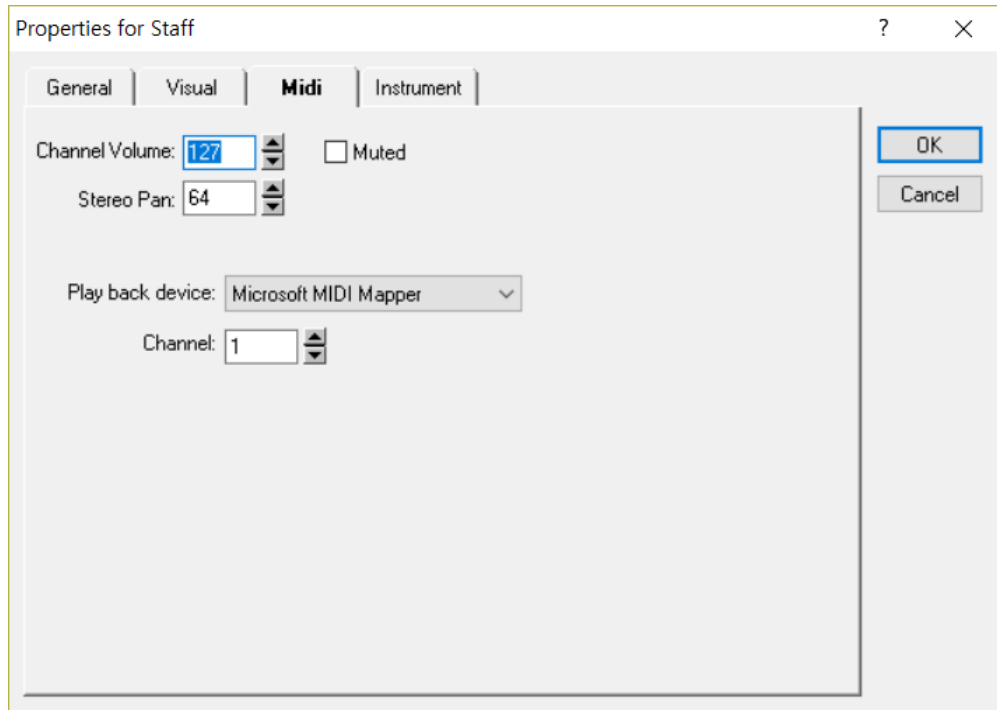 Properties for Staff ?
General Visual Midi Instrument
Channel Volume: 127 Muted OK
Stereo Pan: 64 Cancel
Play back device: Microsoft MIDI Mapper
Channel: 1